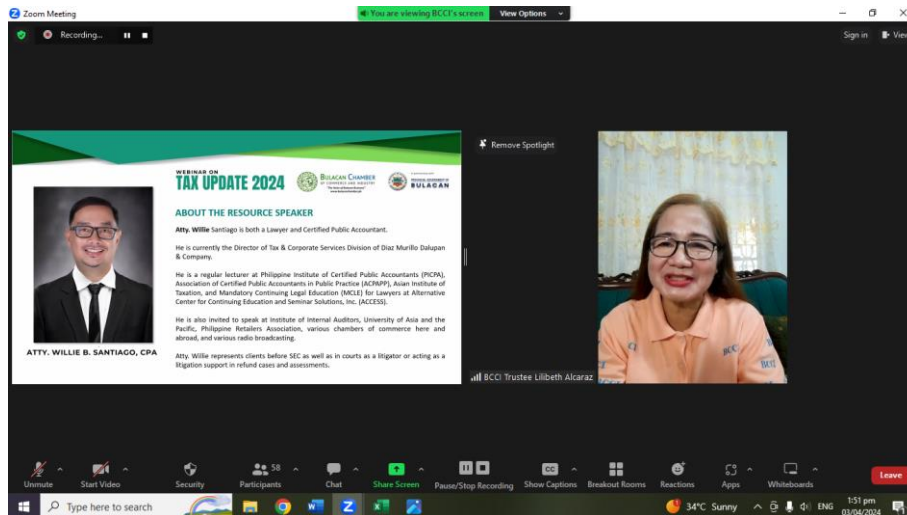 Zoom Meeting
You are viewing BCCI's screen
View Options
Recording...
Sign in
View
WEBINAR ON
TAX UPDATE 2024
BULACAN CHAMBER
OF COMMERCE AND INDUSTRY
PROVINCIAL GOVERNMENT OF
BULACAN
ABOUT THE RESOURCE SPEAKER
Atty. Willie Santiago is both a Lawyer and Certified Public Accountant.
He is currently the Director of Tax & Corporate Services Division of Diaz Murillo Dalupan
& Company.
He is a regular lecturer at Philippine Institute of Certified Public Accountants (PICPA),
Association of Certified Public Accountants in Public Practice (ACPAPP), Asian Institute of
Taxation, and Mandatory Continuing Legal Education (MCLE) for Lawyers at Alternative
Center for Continuing Education and Seminar Solutions, Inc. (ACCESS).
He is also invited to speak at Institute of Internal Auditors, University of Asia and the
Pacific, Philippine Retailers Association, various chambers of commerce here and
abroad, and various radio broadcasting.
Atty. Willie represents clients before SEC as well as in courts as a litigator or acting as a
litigation support in refund cases and assessments.
ATTY. WILLIE B. SANTIAGO, CPA
Remove Spotlight
BCC
BCCI Trustee Lilibeth Alcaraz
Unmute
Start Video
Security
58
Participants
Chat
Share Screen
Pause/Stop Recording
CC
Show Captions
Breakout Rooms
Reactions
Apps
Whiteboards
Leave
Type here to search
34°C Sunny
ENG
1:51 pm
03/04/2024